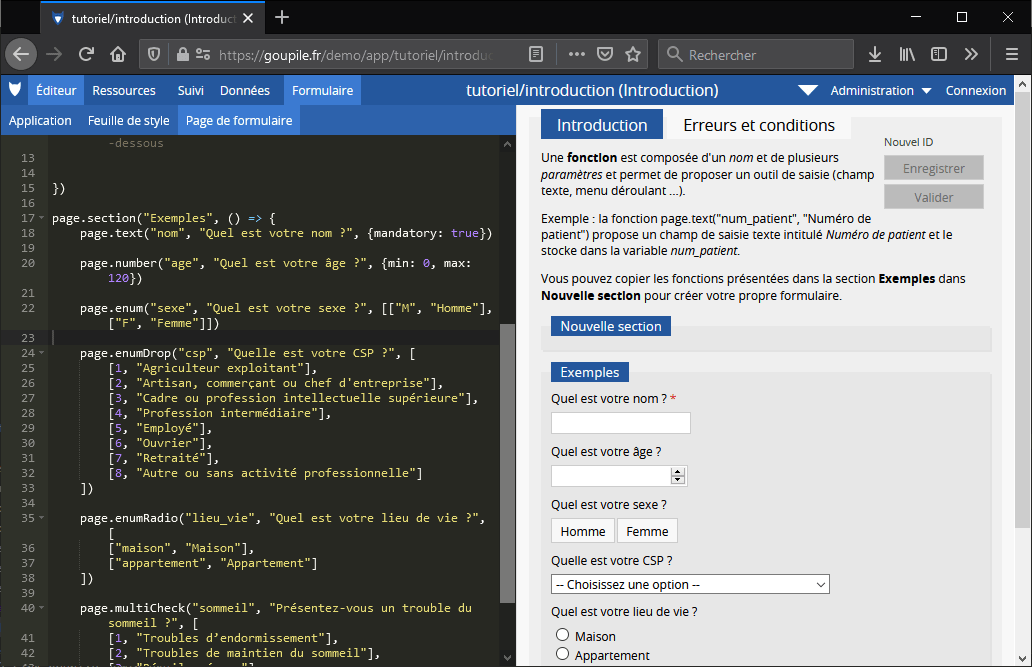 tutoriel/introduction (Introduct
https://goupile.fr/demo/app/tutoriel/introduc
Rechercher
Éditeur Ressources Suivi Données Formulaire
tutoriel/introduction (Introduction)
Administration Connexion
Application Feuille de style Page de formulaire
-dessous
13
14
15 })
16
17 page.section("Exemples", () => {
18 page.text("nom", "Quel est votre nom ?", {mandatory: true})
19
20 page.number("age", "Quel est votre âge ?", {min: 0, max:
120})
21
22 page.enum("sexe", "Quel est votre sexe ?", [["M", "Homme"],
["F", "Femme"]])
23
24 page.enumDrop("csp", "Quelle est votre CSP ?", [
25 [1, "Agriculteur exploitant"],
26 [2, "Artisan, commerçant ou chef d'entreprise"],
27 [3, "Cadre ou profession intellectuelle supérieure"],
28 [4, "Profession intermédiaire"],
29 [5, "Employé"],
30 [6, "Ouvrier"],
31 [7, "Retraité"],
32 [8, "Autre ou sans activité professionnelle"]
33 ])
34
35 page.enumRadio("lieu_vie", "Quel est votre lieu de vie ?",
[
36 ["maison", "Maison"],
37 ["appartement", "Appartement"]
38 ])
39
40 page.multiCheck("sommeil", "Présentez-vous un trouble du
sommeil ?", [
41 [1, "Troubles d’endormissement"],
42 [2, "Troubles de maintien du sommeil"],
Introduction Erreurs et conditions
Nouvel ID
Enregistrer
Valider
Une fonction est composée d'un nom et de plusieurs
paramètres et permet de proposer un outil de saisie (champ
texte, menu déroulant ...).
Exemple : la fonction page.text("num_patient", "Numéro de
patient") propose un champ de saisie texte intitulé Numéro de patient et le
stocke dans la variable num_patient.
Vous pouvez copier les fonctions présentées dans la section Exemples dans
Nouvelle section pour créer votre propre formulaire.
Nouvelle section
Exemples
Quel est votre nom ? *
Quel est votre âge ?
Quel est votre sexe ?
Homme Femme
Quelle est votre CSP ?
-- Choisissez une option --
Quel est votre lieu de vie ?
Maison
Appartement